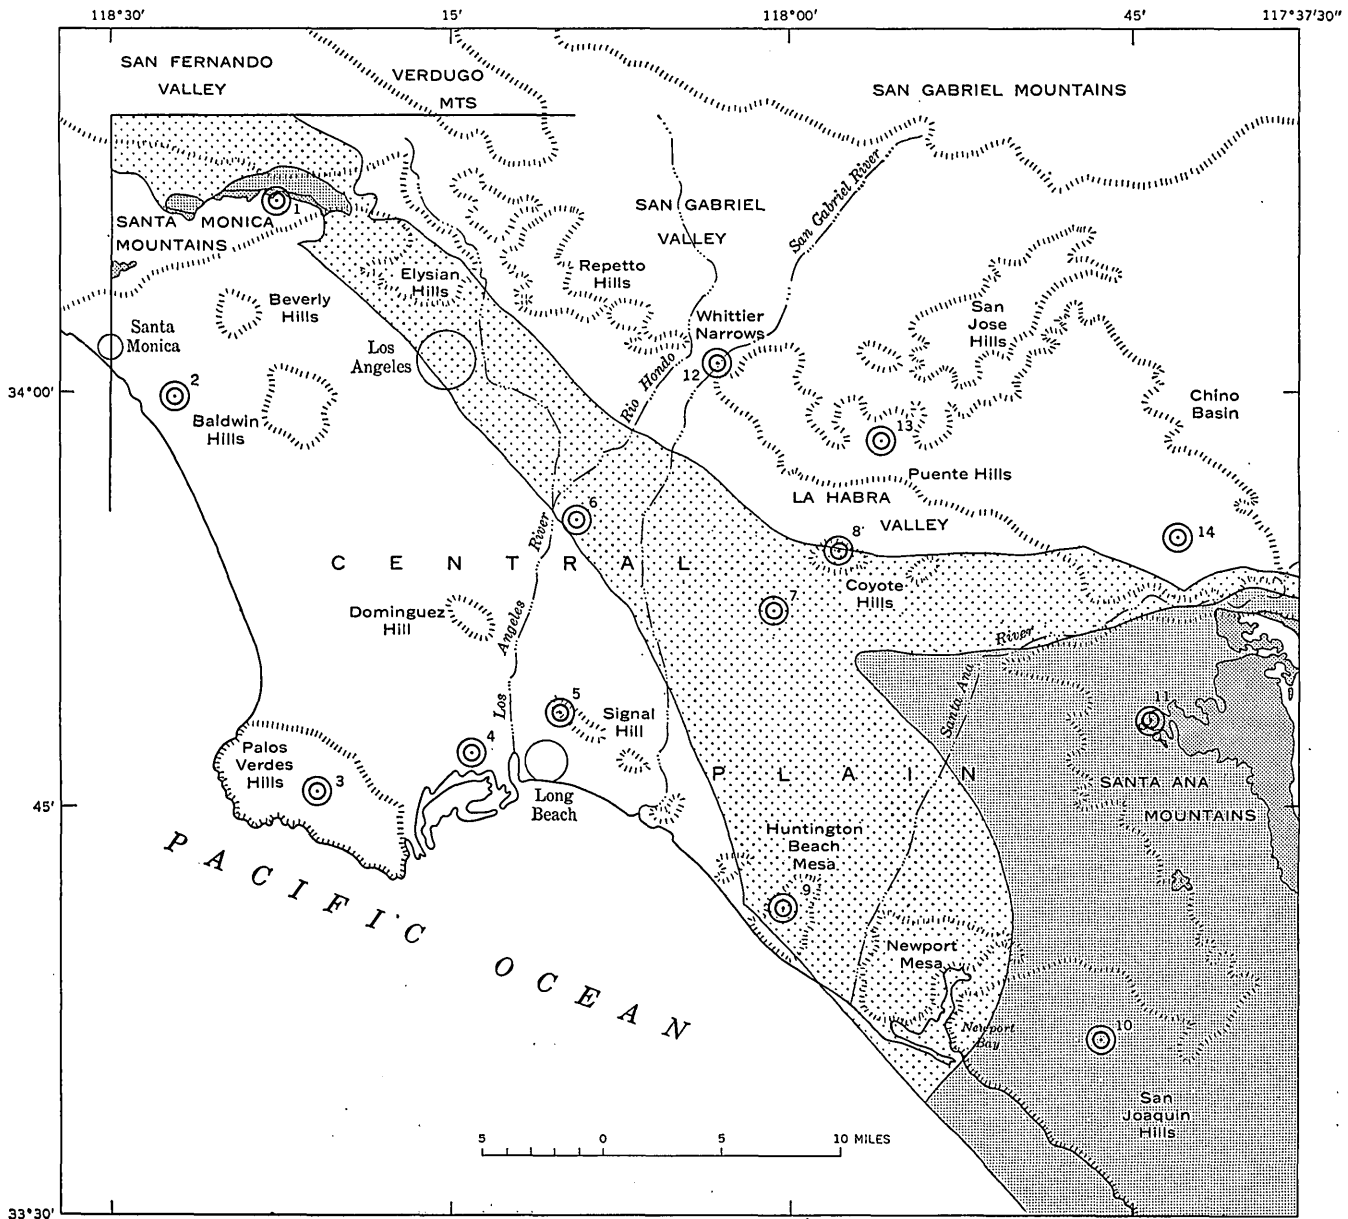 118°30'
15'
118°00'
45'
117°37'30"
SAN FERNANDO
VALLEY
VERDUGO
MTS
SAN GABRIEL MOUNTAINS
San Gabriel River
1
SANTA MONICA
MOUNTAINS
SAN GABRIEL
VALLEY
Elysian
Hills
Repetto
Hills
Beverly
Hills
San
Jose
Hills
Whittier
Narrows
Santa
Monica
Los
Angeles
Rio Hondo
12
34°00'
2
Baldwin
Hills
Chino
Basin
13
Puente Hills
LA HABRA
VALLEY
6
8
14
CENTRAL
Coyote
Hills
7
Dominguez
Hill
Los Angeles River
Santa Ana River
5
Signal
Hill
11
4
Palos
Verdes
Hills
3
PLAIN
SANTA ANA
MOUNTAINS
45'
Long
Beach
Huntington
Beach
Mesa
9
PACIFIC OCEAN
Newport
Mesa
Newport
Bay
10
San
Joaquin
Hills
5 0 5 10 MILES
33°30'